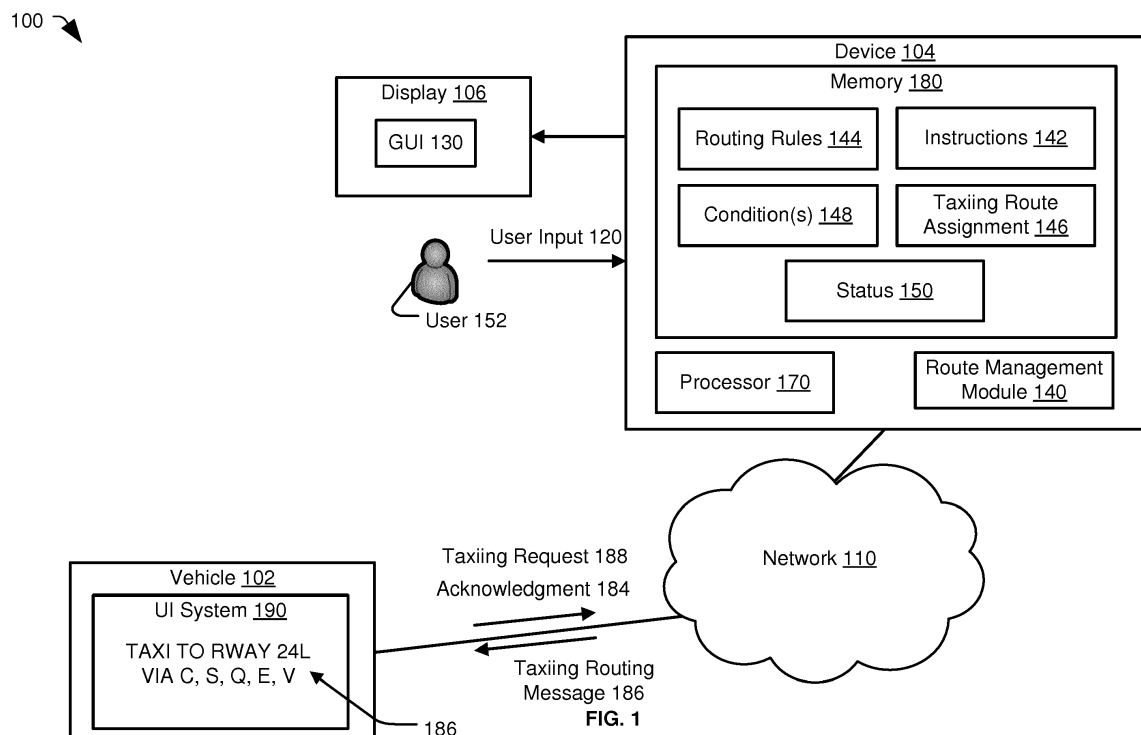 100
Device 104
Memory 180
Display 106
GUI 130
Routing Rules 144
Instructions 142
Condition(s) 148
Taxiing Route
Assignment 146
User Input 120
Status 150
User 152
Processor 170
Route Management
Module 140
Network 110
Taxiing Request 188
Acknowledgment 184
Vehicle 102
UI System 190
TAXI TO RWAY 24L
VIA C, S, Q, E, V
Taxiing Routing
Message 186
186
FIG. 1